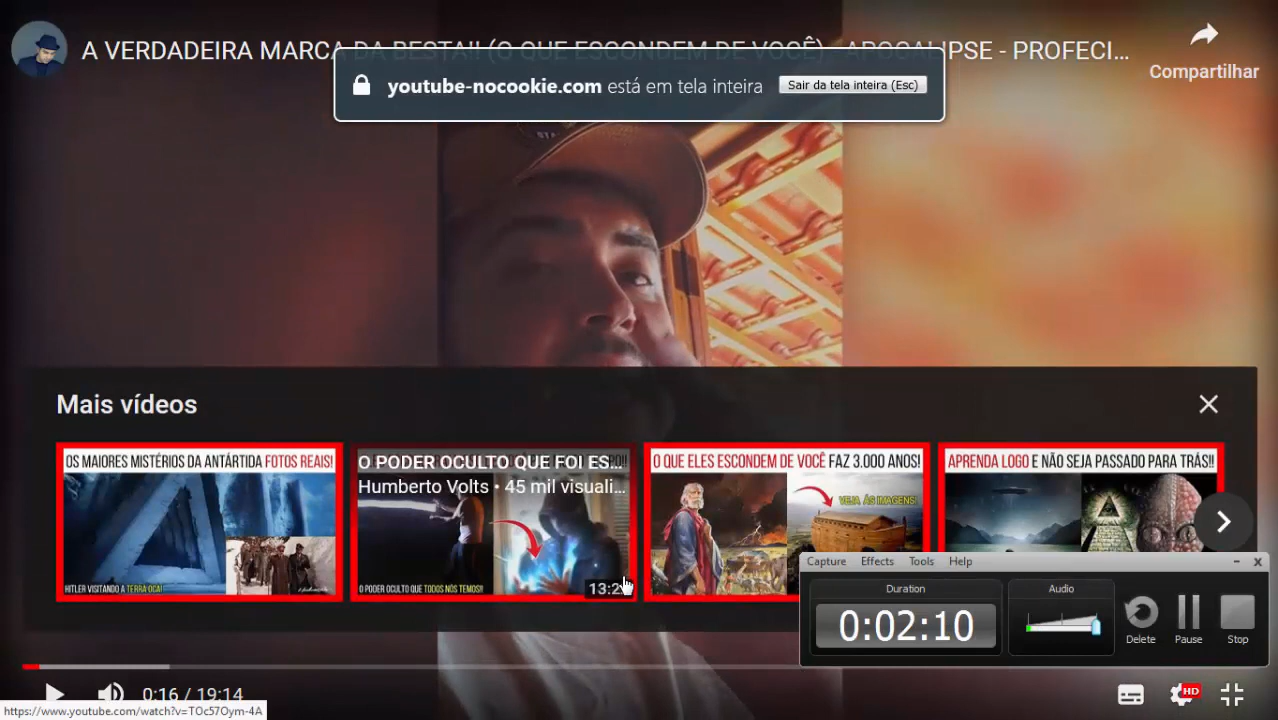 A VERDADEIRA MARCA DA BESTA!! (O QUE ESCONDEM DE VOCÊ) - APOCALIPSE - PROFECI...
Compartilhar
youtube-nocookie.com está em tela inteira
Sair da tela inteira (Esc)
Mais vídeos
OS MAIORES MISTÉRIOS DA ANTÁRTIDA FOTOS REAIS!
HITLER VISITANDO A TERRA OCA!
O PODER OCULTO QUE FOI ES...
Humberto Volts • 45 mil visuali...
O PODER OCULTO QUE TODOS NÓS TEMOS!!
O QUE ELES ESCONDEM DE VOCÊ FAZ 3.000 ANOS!
VEJA AS IMAGENS!
APRENDA LOGO E NÃO SEJA PASSADO PARA TRÁS!!
Capture Effects Tools Help
Duration
Audio
0:02:10
Delete
Pause
Stop
0:16 / 19:14
HD
https://www.youtube.com/watch?v=TOc57Oym-4A